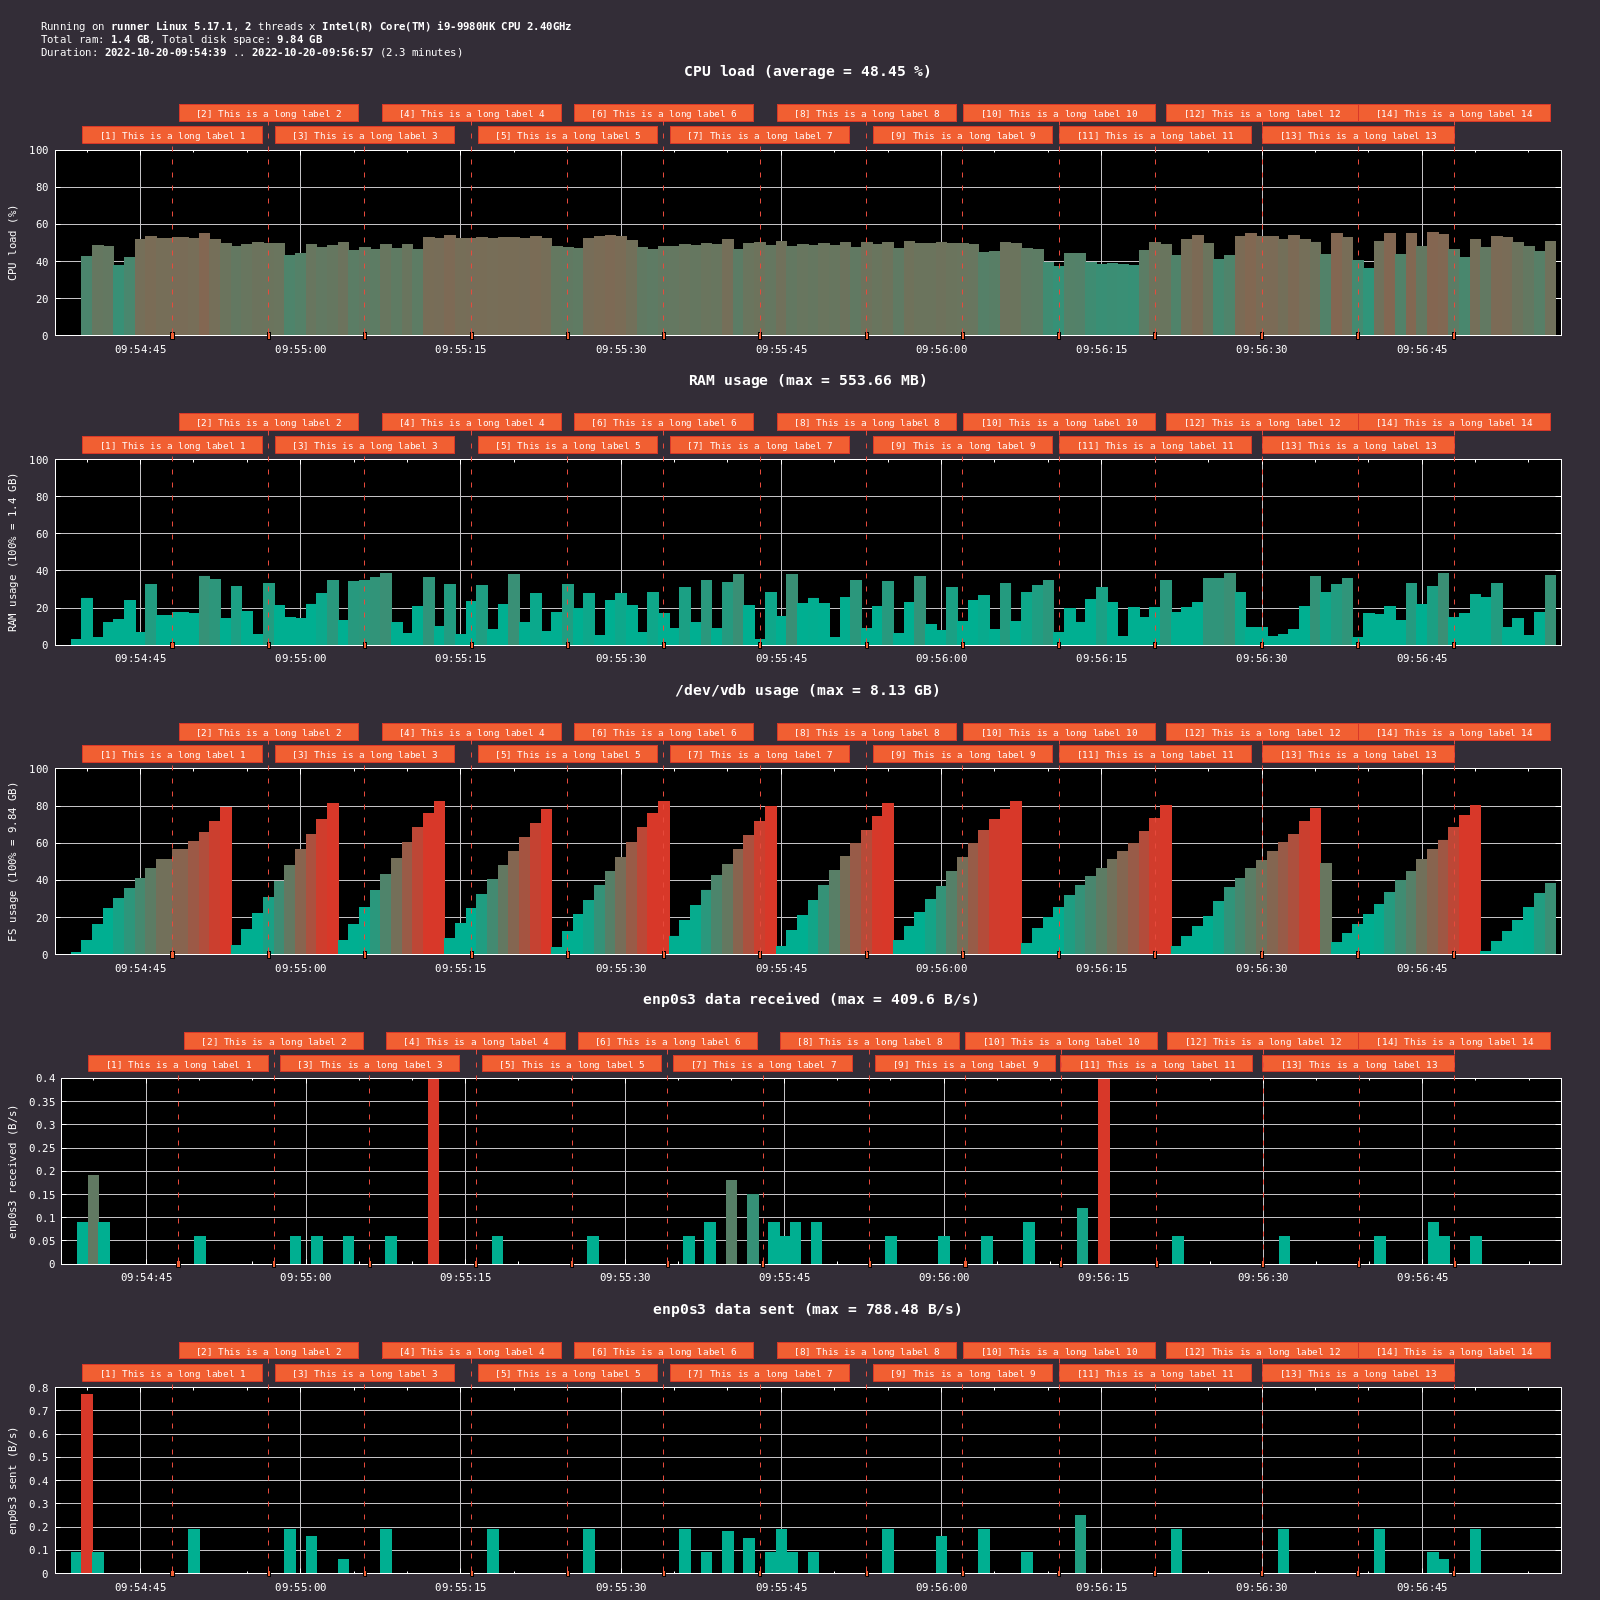 Running on runner Linux 5.17.1, 2 threads x Intel(R) Core(TM) i9-9980HK CPU 2.40GHz
Total ram: 1.4 GB, Total disk space: 9.84 GB
Duration: 2022-10-20-09:54:39 .. 2022-10-20-09:56:57 (2.3 minutes)
CPU load (average = 48.45 %)
[2] This is a long label 2 [4] This is a long label 4 [6] This is a long label 6 [8] This is a long label 8 [10] This is a long label 10 [12] This is a long label 12 [14] This is a long label 14
[1] This is a long label 1 [3] This is a long label 3 [5] This is a long label 5 [7] This is a long label 7 [9] This is a long label 9 [11] This is a long label 11 [13] This is a long label 13
CPU load (%)
100
80
60
40
20
0
09:54:45 09:55:00 09:55:15 09:55:30 09:55:45 09:56:00 09:56:15 09:56:30 09:56:45
RAM usage (max = 553.66 MB)
[2] This is a long label 2 [4] This is a long label 4 [6] This is a long label 6 [8] This is a long label 8 [10] This is a long label 10 [12] This is a long label 12 [14] This is a long label 14
[1] This is a long label 1 [3] This is a long label 3 [5] This is a long label 5 [7] This is a long label 7 [9] This is a long label 9 [11] This is a long label 11 [13] This is a long label 13
RAM usage (100% = 1.4 GB)
100
80
60
40
20
0
09:54:45 09:55:00 09:55:15 09:55:30 09:55:45 09:56:00 09:56:15 09:56:30 09:56:45
/dev/vdb usage (max = 8.13 GB)
[2] This is a long label 2 [4] This is a long label 4 [6] This is a long label 6 [8] This is a long label 8 [10] This is a long label 10 [12] This is a long label 12 [14] This is a long label 14
[1] This is a long label 1 [3] This is a long label 3 [5] This is a long label 5 [7] This is a long label 7 [9] This is a long label 9 [11] This is a long label 11 [13] This is a long label 13
FS usage (100% = 9.84 GB)
100
80
60
40
20
0
09:54:45 09:55:00 09:55:15 09:55:30 09:55:45 09:56:00 09:56:15 09:56:30 09:56:45
enp0s3 data received (max = 409.6 B/s)
[2] This is a long label 2 [4] This is a long label 4 [6] This is a long label 6 [8] This is a long label 8 [10] This is a long label 10 [12] This is a long label 12 [14] This is a long label 14
[1] This is a long label 1 [3] This is a long label 3 [5] This is a long label 5 [7] This is a long label 7 [9] This is a long label 9 [11] This is a long label 11 [13] This is a long label 13
enp0s3 received (B/s)
0.4
0.35
0.3
0.25
0.2
0.15
0.1
0.05
0
09:54:45 09:55:00 09:55:15 09:55:30 09:55:45 09:56:00 09:56:15 09:56:30 09:56:45
enp0s3 data sent (max = 788.48 B/s)
[2] This is a long label 2 [4] This is a long label 4 [6] This is a long label 6 [8] This is a long label 8 [10] This is a long label 10 [12] This is a long label 12 [14] This is a long label 14
[1] This is a long label 1 [3] This is a long label 3 [5] This is a long label 5 [7] This is a long label 7 [9] This is a long label 9 [11] This is a long label 11 [13] This is a long label 13
enp0s3 sent (B/s)
0.8
0.7
0.6
0.5
0.4
0.3
0.2
0.1
0
09:54:45 09:55:00 09:55:15 09:55:30 09:55:45 09:56:00 09:56:15 09:56:30 09:56:45